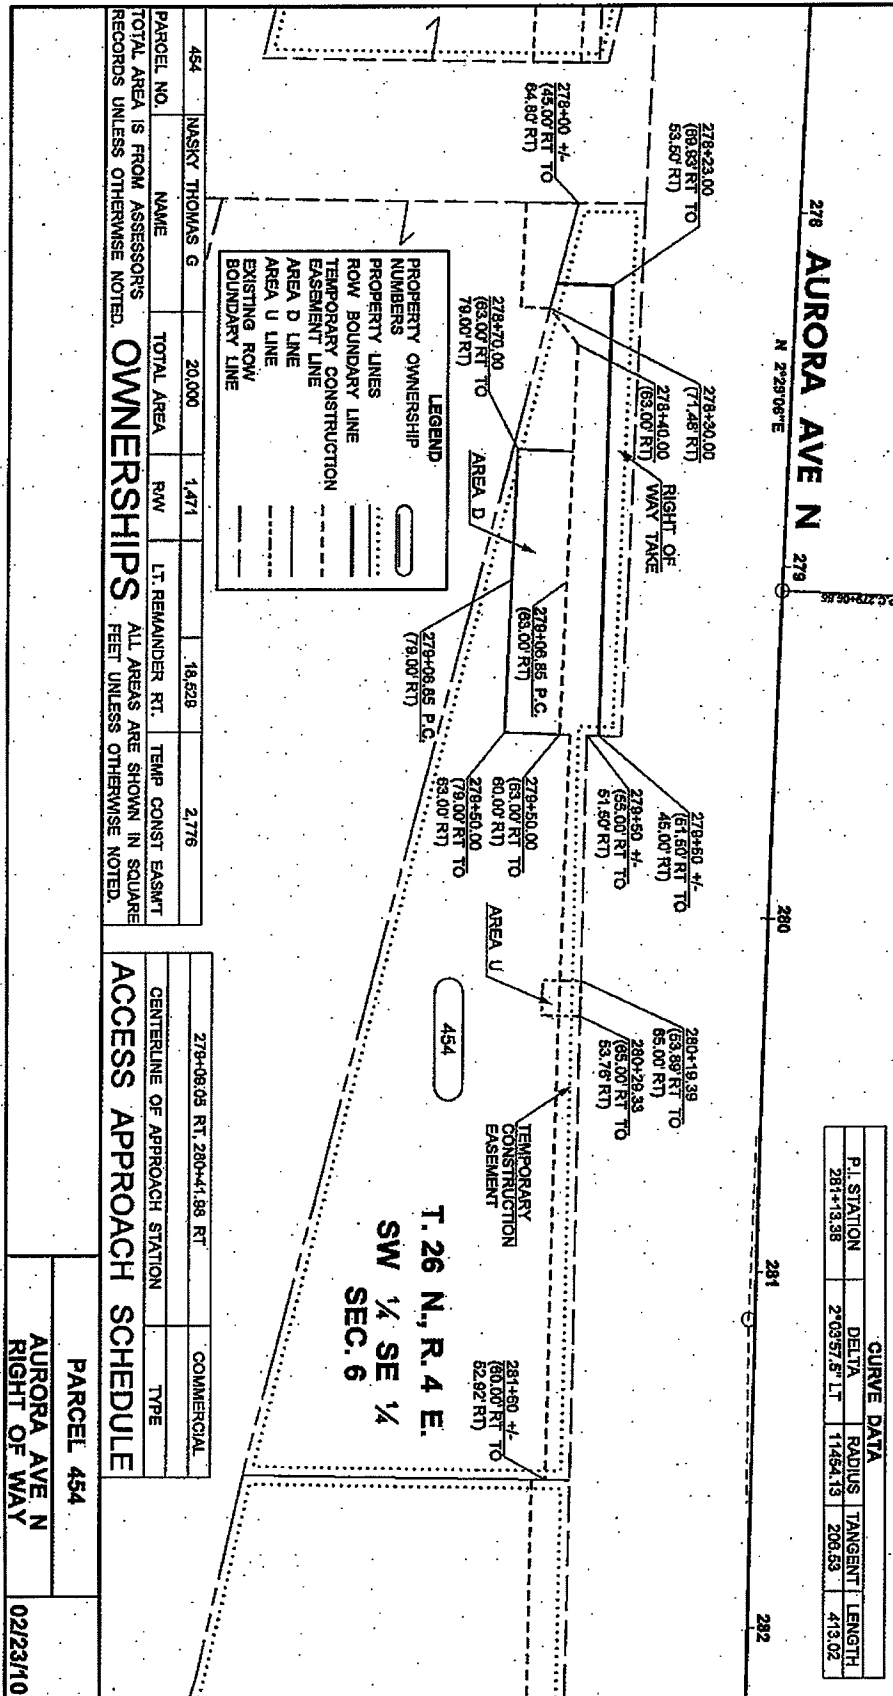 CURVE DATA
P.I. STATION DELTA RADIUS TANGENT LENGTH
281+13.38 2°03'57.6" LT 11454.13 206.53 413.02
278
AURORA AVE N
279
280
281
282
N 2°29'06"E
278+23.00
(69.93' RT TO
53.50' RT)
278+00 +/-
(45.00' RT TO
64.80' RT)
278+30.00
(71.48' RT)
278+40.00
(63.00' RT)
RIGHT OF
WAY TAKE
278+70.00
(63.00' RT TO
79.00' RT)
AREA D
279+06.85 P.C.
(63.00' RT)
279+06.85 P.C.
(79.00' RT)
279+50 +/-
(51.50' RT TO
45.00' RT)
279+50 +/-
(55.00' RT TO
51.50' RT)
279+50.00
(63.00' RT TO
60.00' RT)
279+50.00
(79.00' RT TO
63.00' RT)
AREA U
280+19.39
(53.89' RT TO
65.00' RT)
280+29.33
(65.00' RT TO
53.76' RT)
454
TEMPORARY
CONSTRUCTION
EASEMENT
281+60 +/-
(60.00' RT TO
52.92' RT)
T. 26 N., R. 4 E.
SW ¼ SE ¼
SEC. 6
LEGEND
PROPERTY OWNERSHIP
NUMBERS
PROPERTY LINES
ROW BOUNDARY LINE
TEMPORARY CONSTRUCTION
EASEMENT LINE
AREA D LINE
AREA U LINE
EXISTING ROW
BOUNDARY LINE
454 NASKY THOMAS G 20,000 1,471 18,529 2,776
PARCEL NO. NAME TOTAL AREA R/W LT. REMAINDER RT. TEMP CONST EASM'T
TOTAL AREA IS FROM ASSESSOR'S
RECORDS UNLESS OTHERWISE NOTED.
OWNERSHIPS
ALL AREAS ARE SHOWN IN SQUARE
FEET UNLESS OTHERWISE NOTED.
279+09.05 RT, 280+41.98 RT COMMERCIAL
CENTERLINE OF APPROACH STATION TYPE
ACCESS APPROACH SCHEDULE
PARCEL 454
AURORA AVE N
RIGHT OF WAY
02/23/10